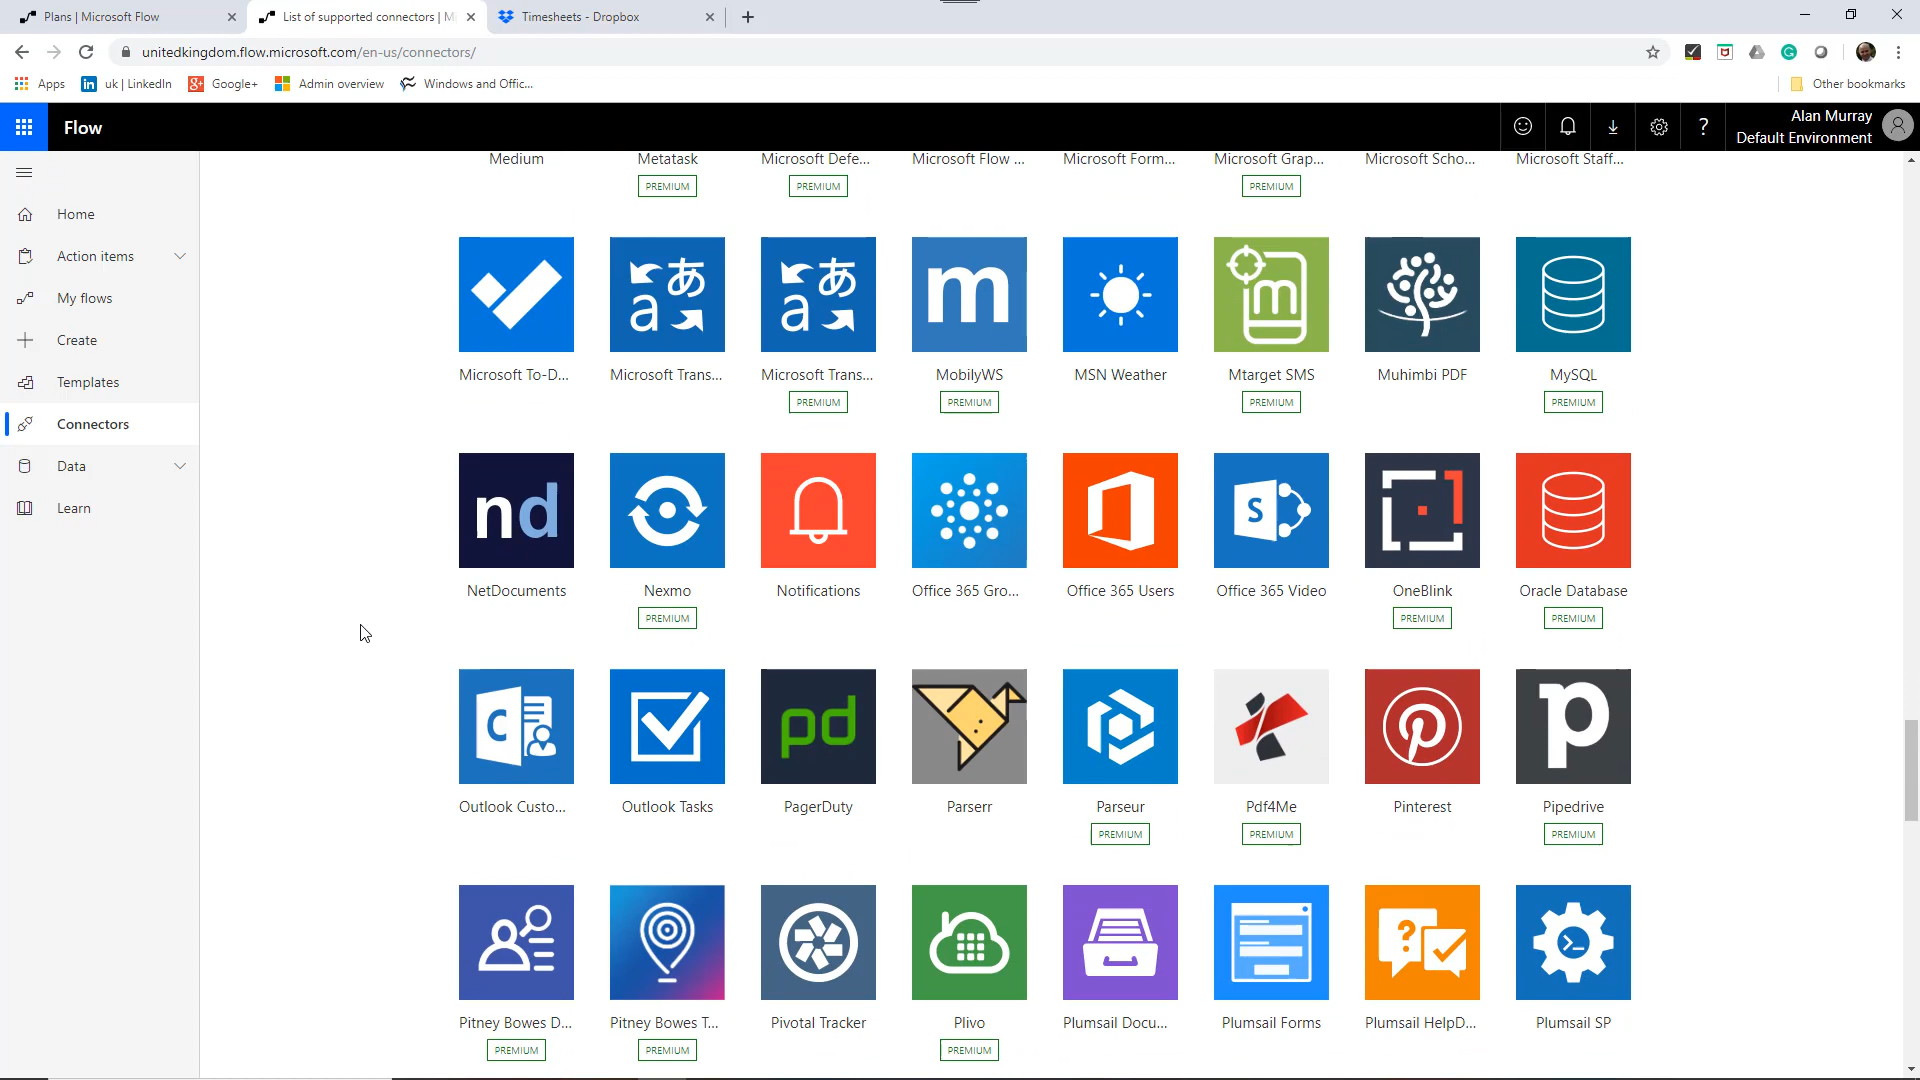 Plans | Microsoft Flow
List of supported connectors | M
Timesheets - Dropbox
unitedkingdom.flow.microsoft.com/en-us/connectors/
Apps
uk | LinkedIn
Google+
Admin overview
Windows and Offic...
Other bookmarks
Flow
Alan Murray
Default Environment
Home
Action items
My flows
Create
Templates
Connectors
Data
Learn
Medium Metatask Microsoft Defe... Microsoft Flow ... Microsoft Form... Microsoft Grap... Microsoft Scho... Microsoft Staff...
PREMIUM PREMIUM PREMIUM
a あ a あ m m
Microsoft To-D... Microsoft Trans... Microsoft Trans... MobilyWS MSN Weather Mtarget SMS Muhimbi PDF MySQL
PREMIUM PREMIUM PREMIUM PREMIUM
nd S
NetDocuments Nexmo Notifications Office 365 Gro... Office 365 Users Office 365 Video OneBlink Oracle Database
PREMIUM PREMIUM PREMIUM
C pd p
Outlook Custo... Outlook Tasks PagerDuty Parserr Parseur Pdf4Me Pinterest Pipedrive
PREMIUM PREMIUM PREMIUM
Pitney Bowes D... Pitney Bowes T... Pivotal Tracker Plivo Plumsail Docu... Plumsail Forms Plumsail HelpD... Plumsail SP
PREMIUM PREMIUM PREMIUM